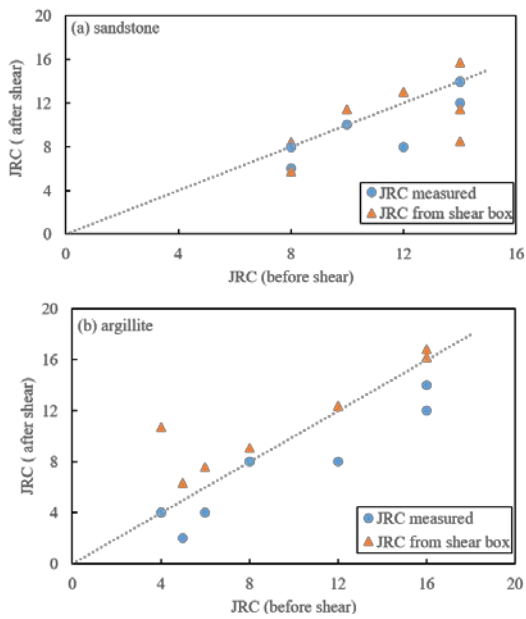 20
(a) sandstone
16
12
8
4
0
JRC ( after shear)
JRC measured
JRC from shear box
0 4 8 12 16
JRC (before shear)
20
(b) argillite
16
12
8
4
0
JRC ( after shear)
JRC measured
JRC from shear box
0 4 8 12 16 20
JRC (before shear)